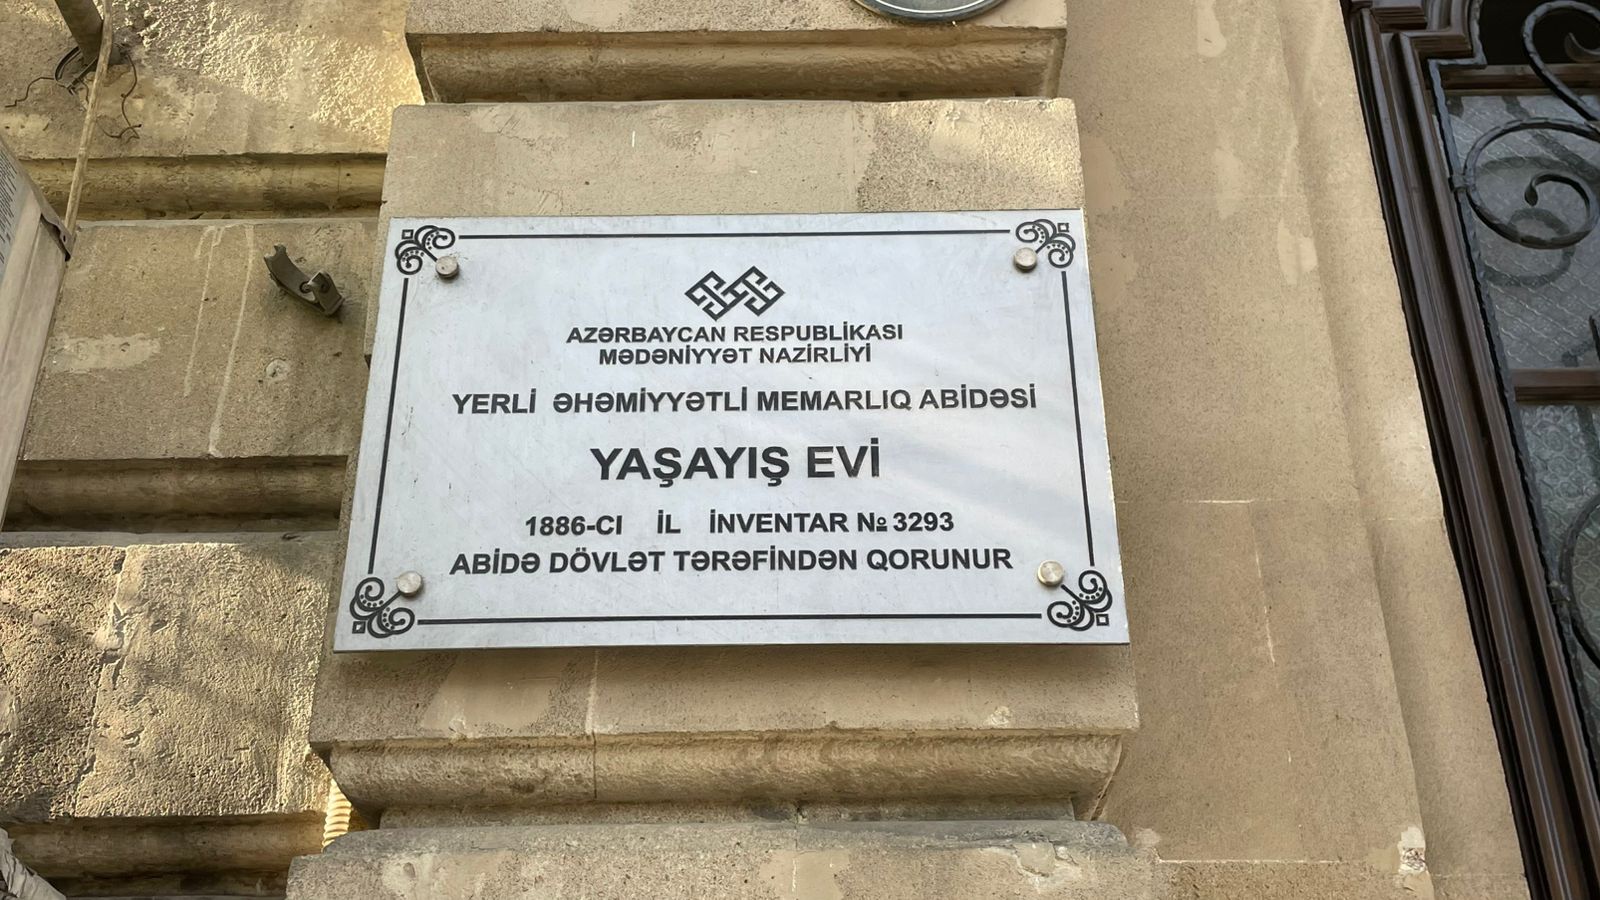 AZƏRBAYCAN RESPUBLİKASI
MƏDƏNİYYƏT NAZİRLİYİ
YERLİ ƏHƏMİYYƏTLİ MEMARLIQ ABİDƏSİ
YAŞAYIŞ EVİ
1886-CI İL İNVENTAR № 3293
ABİDƏ DÖVLƏT TƏRƏFİNDƏN QORUNUR